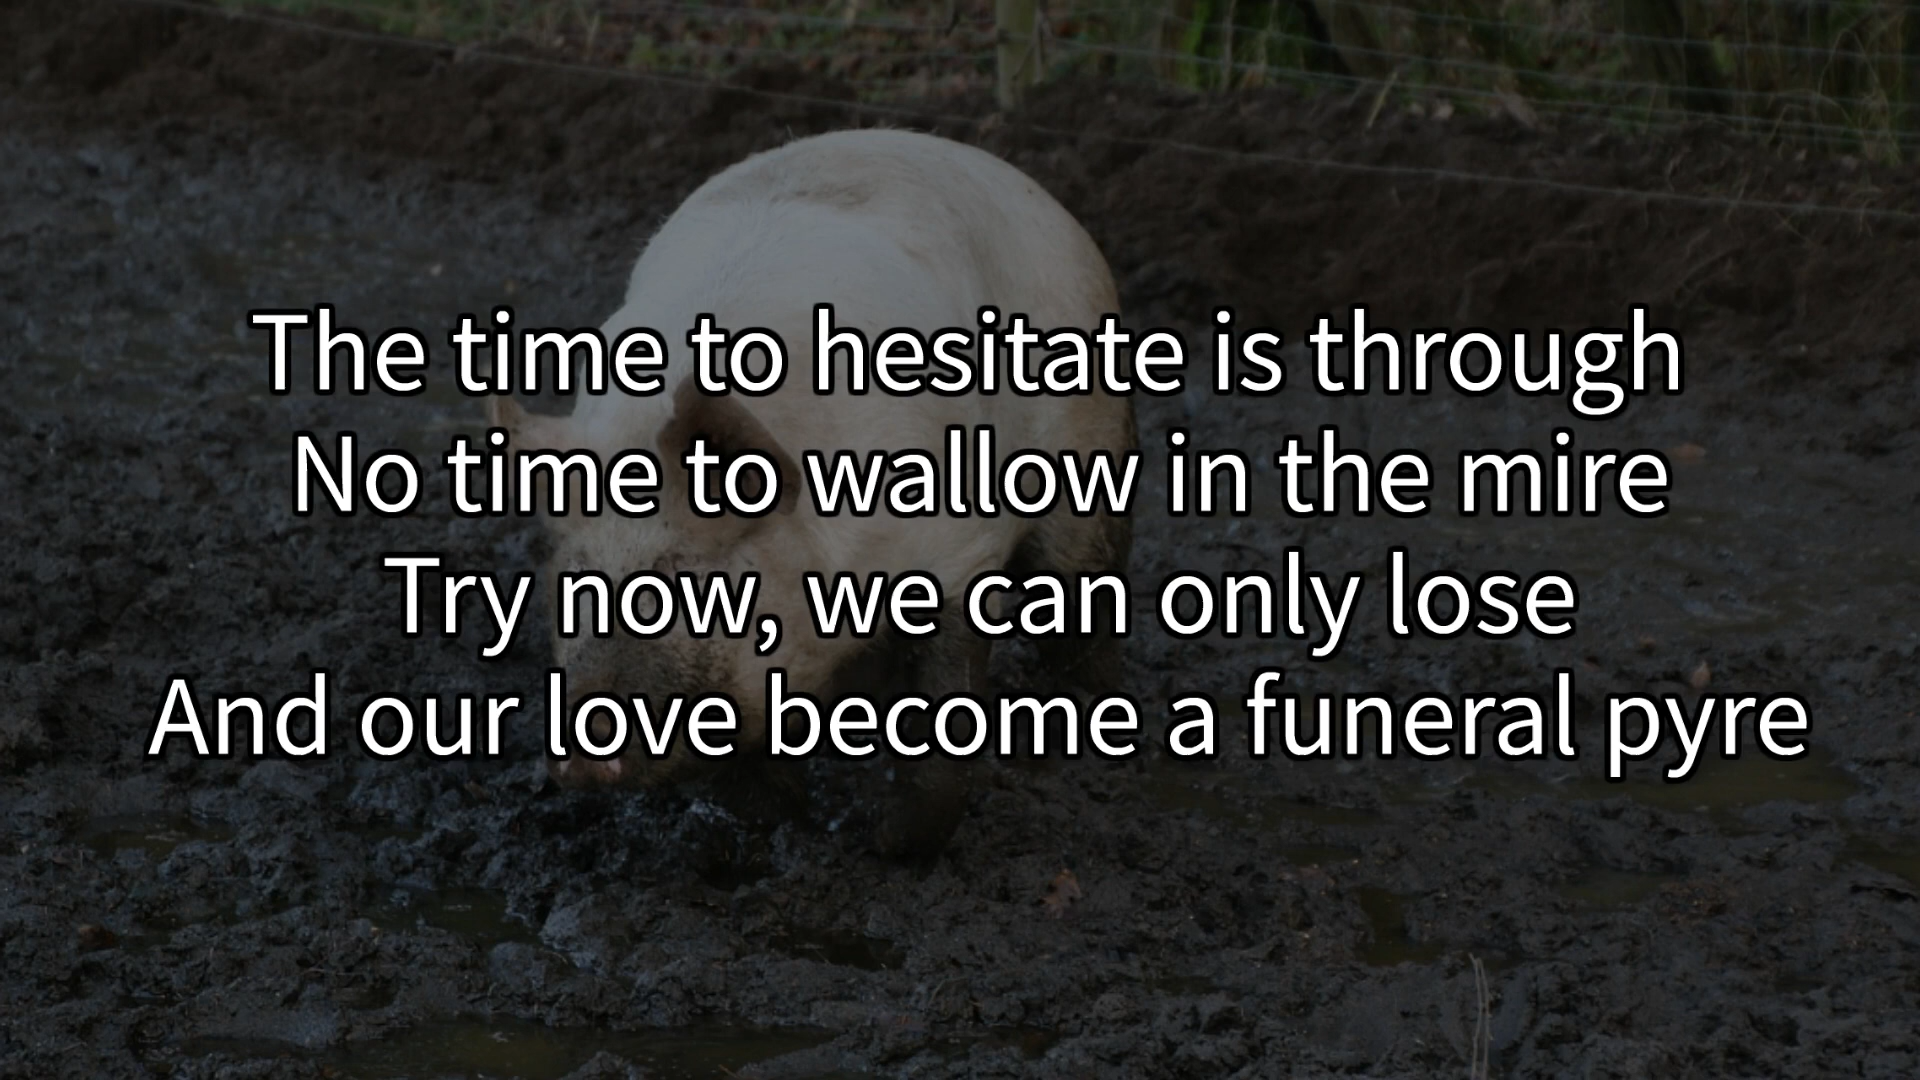 The time to hesitate is through
No time to wallow in the mire
Try now, we can only lose
And our love become a funeral pyre